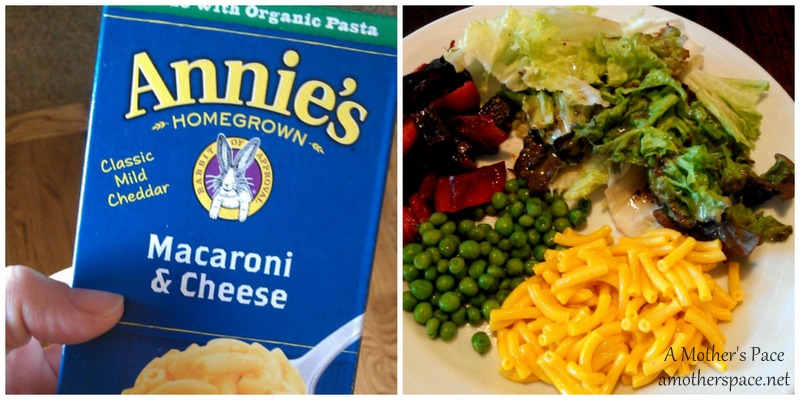 with Organic Pasta
Annie's
HOMEGROWN
Classic
Mild
Cheddar
RABBIT OF APPROVAL
Macaroni
& Cheese
A Mother's Pace
amotherspace.net